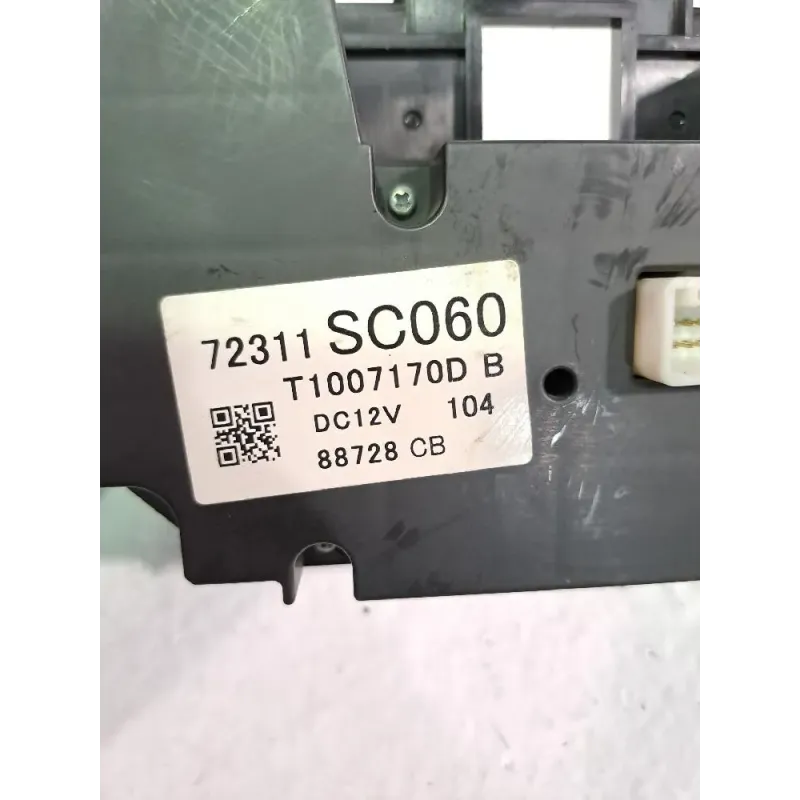 72311 SC060
T1007170D B
DC12V 104
88728 CB